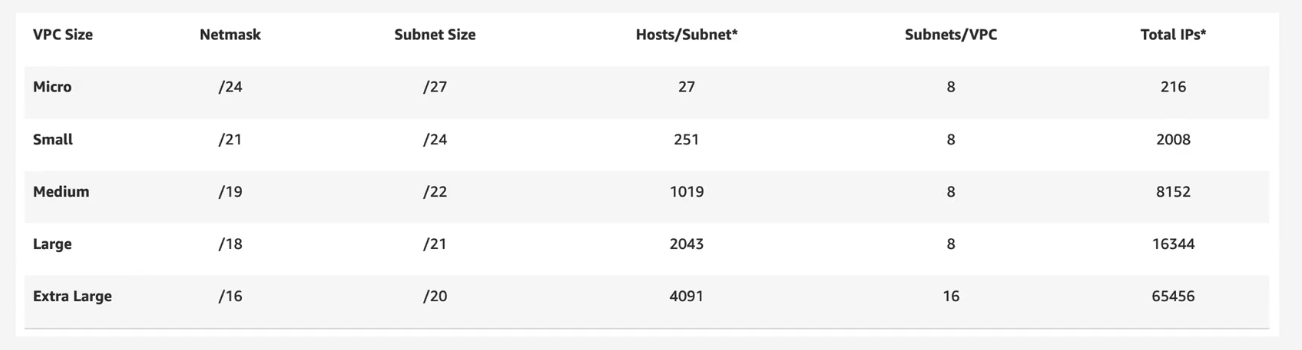 VPC Size Netmask Subnet Size Hosts/Subnet* Subnets/VPC Total IPs*
Micro /24 /27 27 8 216
Small /21 /24 251 8 2008
Medium /19 /22 1019 8 8152
Large /18 /21 2043 8 16344
Extra Large /16 /20 4091 16 65456